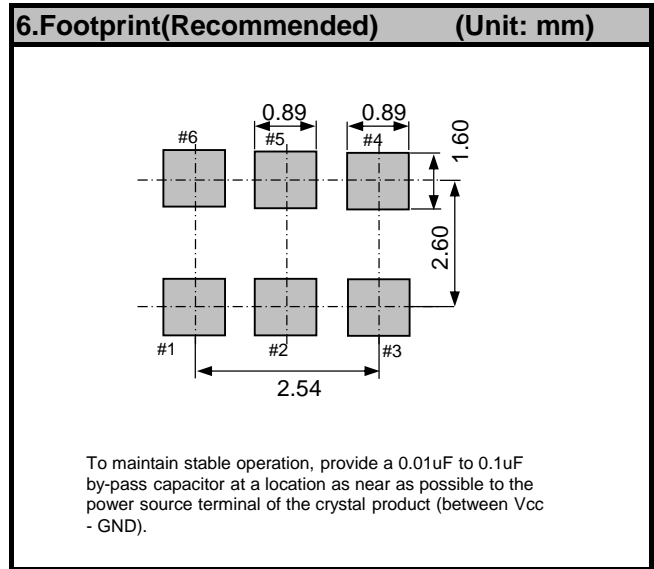 6.Footprint(Recommended) (Unit: mm)
0.89 0.89
#6 #5 #4
1.60
2.60
#1 #2 #3
2.54
To maintain stable operation, provide a 0.01uF to 0.1uF
by-pass capacitor at a location as near as possible to the
power source terminal of the crystal product (between Vcc
- GND).